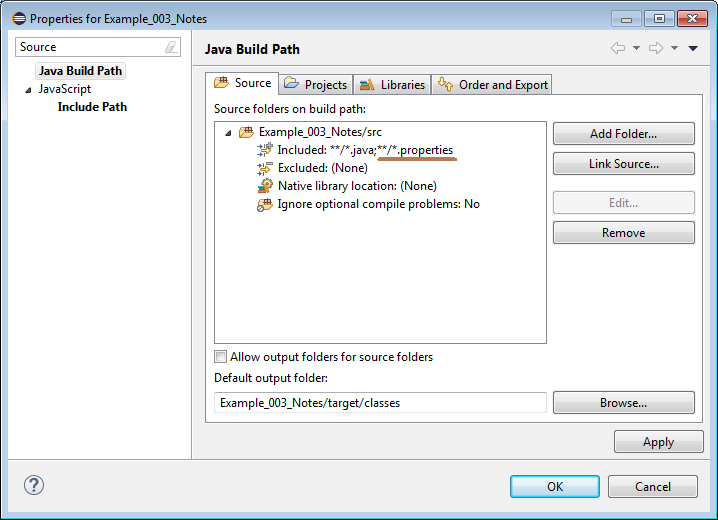 Properties for Example_003_Notes
Source
Java Build Path
JavaScript
Include Path
Java Build Path
Source
Projects
Libraries
Order and Export
Source folders on build path:
Example_003_Notes/src
Included: **/*.java;**/*.properties
Excluded: (None)
Native library location: (None)
Ignore optional compile problems: No
Add Folder...
Link Source...
Edit...
Remove
Allow output folders for source folders
Default output folder:
Example_003_Notes/target/classes
Browse...
Apply
?
OK
Cancel